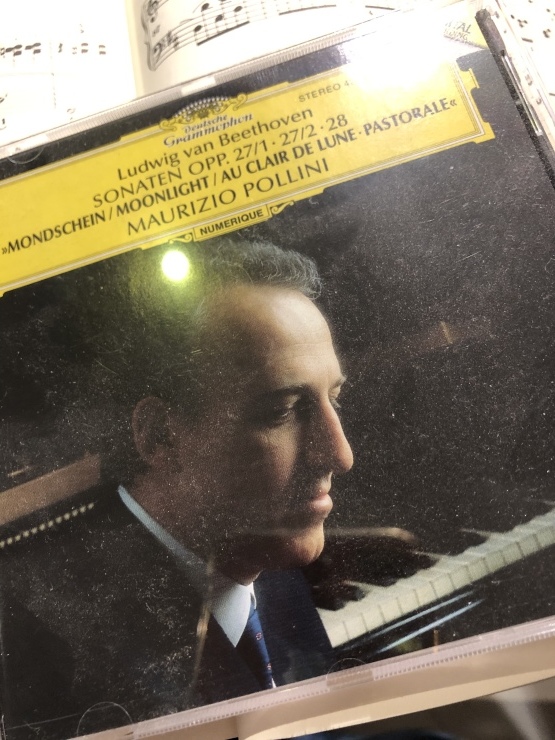 Deutsche
Grammophon
STEREO 4
Ludwig van Beethoven
SONATEN OPP. 27/1 · 27/2 · 28
»MONDSCHEIN / MOONLIGHT / AU CLAIR DE LUNE · PASTORALE«
MAURIZIO POLLINI
NUMERIQUE